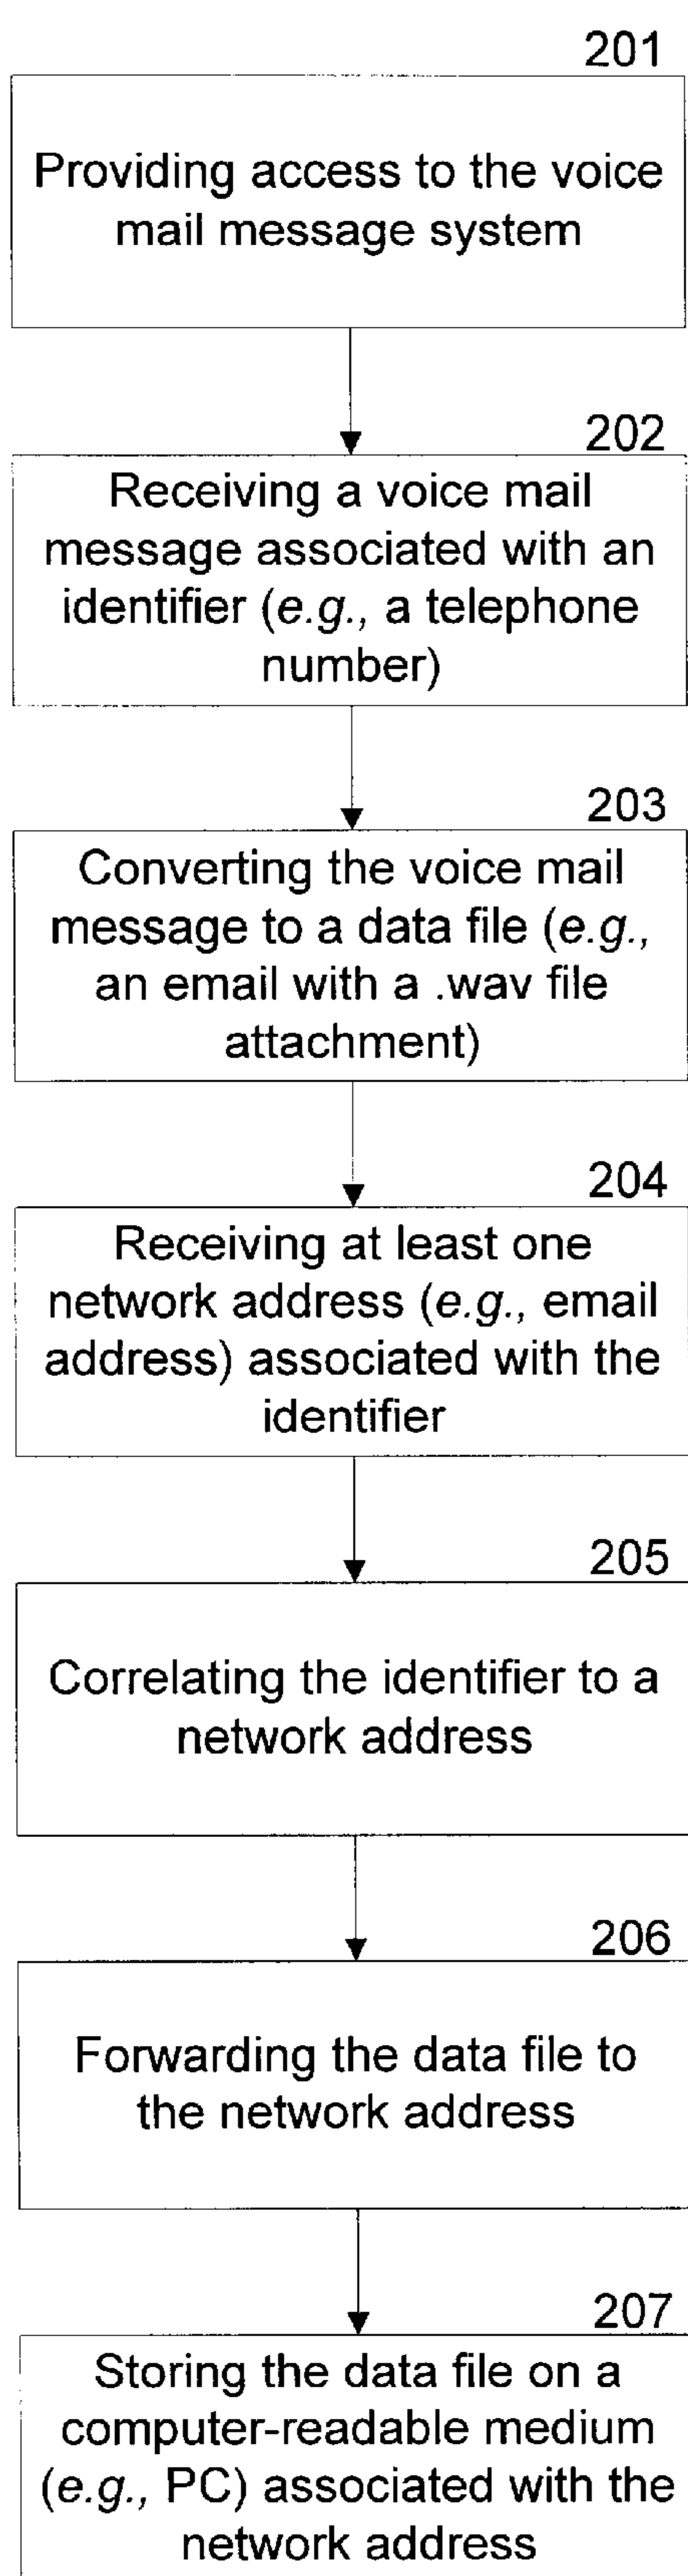 201
Providing access to the voice
mail message system
202
Receiving a voice mail
message associated with an
identifier (e.g., a telephone
number)
203
Converting the voice mail
message to a data file (e.g.,
an email with a .wav file
attachment)
204
Receiving at least one
network address (e.g., email
address) associated with the
identifier
205
Correlating the identifier to a
network address
206
Forwarding the data file to
the network address
207
Storing the data file on a
computer-readable medium
(e.g., PC) associated with the
network address